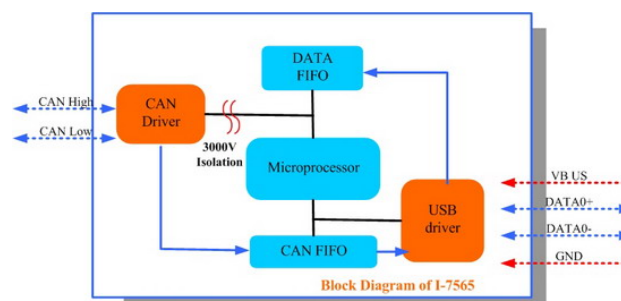 DATA
FIFO
CAN High
CAN
Driver
CAN Low
3000V
Isolation
Microprocessor
VB US
DATA0+
USB
driver
DATA0-
CAN FIFO
GND
Block Diagram of I-7565